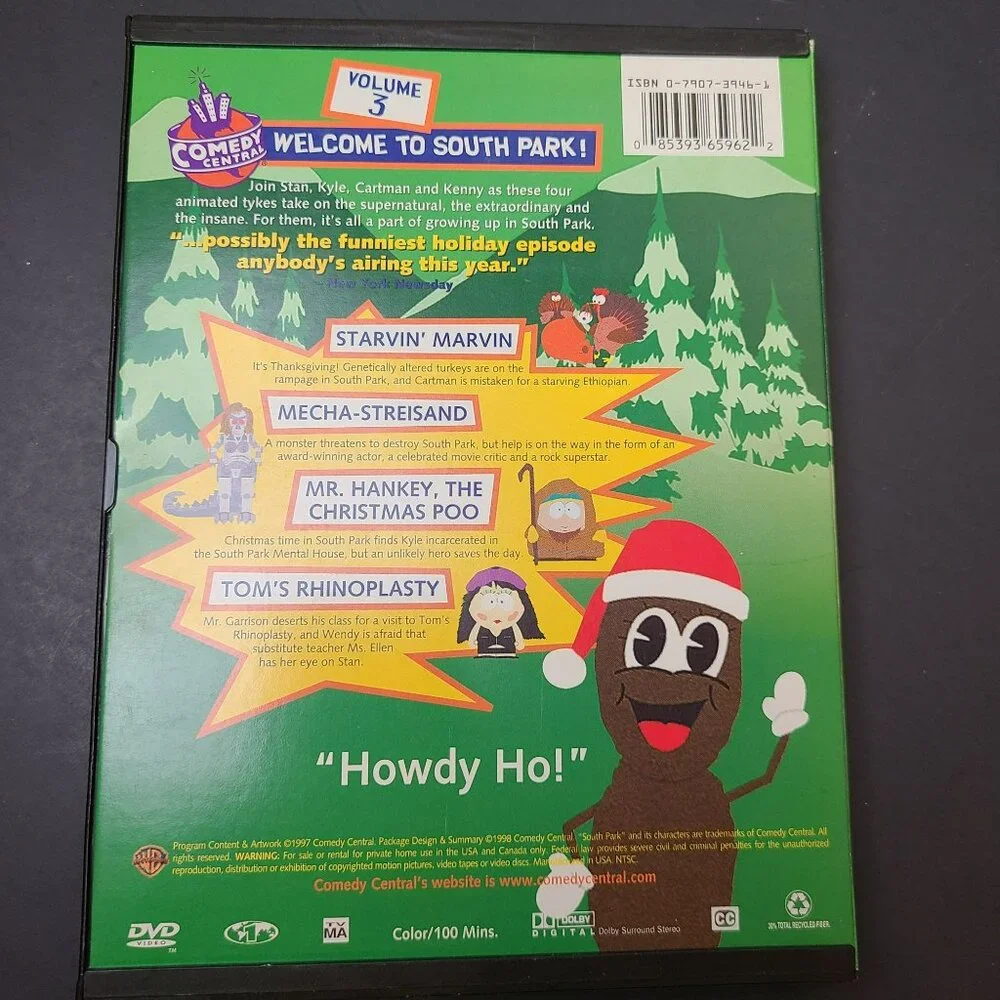 ISBN 0-7907-3946-1
0 85393 65962 2
VOLUME
3
COMEDY
CENTRAL
WELCOME TO SOUTH PARK!
Join Stan, Kyle, Cartman and Kenny as these four
animated tykes take on the supernatural, the extraordinary and
the insane. For them, it's all a part of growing up in South Park.
"...possibly the funniest holiday episode
anybody's airing this year."
- New York Newsday
STARVIN' MARVIN
It's Thanksgiving! Genetically altered turkeys are on the
rampage in South Park, and Cartman is mistaken for a starving Ethiopian.
MECHA-STREISAND
A monster threatens to destroy South Park, but help is on the way in the form of an
award-winning actor, a celebrated movie critic and a rock superstar.
MR. HANKEY, THE
CHRISTMAS POO
Christmas time in South Park finds Kyle incarcerated in
the South Park Mental House, but an unlikely hero saves the day.
TOM'S RHINOPLASTY
Mr. Garrison deserts his class for a visit to Tom's
Rhinoplasty, and Wendy is afraid that
substitute teacher Ms. Ellen
has her eye on Stan.
"Howdy Ho!"
Program Content & Artwork ©1997 Comedy Central. Package Design & Summary ©1998 Comedy Central. "South Park" and its characters are trademarks of Comedy Central. All
rights reserved. WARNING: For sale or rental for private home use in the USA and Canada only. Federal law provides severe civil and criminal penalties for the unauthorized
reproduction, distribution or exhibition of copyrighted motion pictures, video tapes or video discs. in USA. NTSC.
Comedy Central's website is www.comedycentral.com
DVD
VIDEO
TM
1
TV
MA
Color/100 Mins.
DOLBY
DIGITAL
Dolby Surround Stereo
CC
30% TOTAL RECYCLED FIBER.